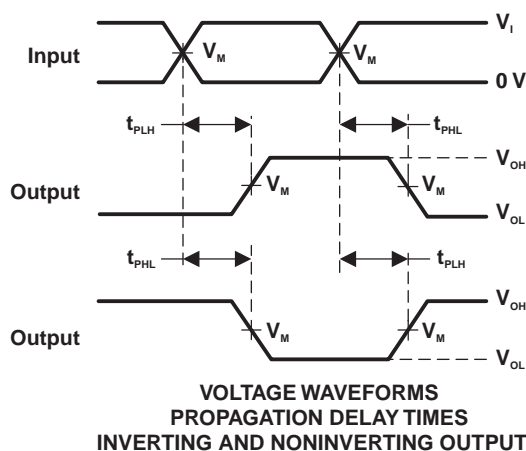 V_I
Input V_M V_M
0 V
t_PLH t_PHL
V_OH
Output V_M V_M
V_OL
t_PHL t_PLH
V_OH
Output V_M V_M
V_OL
VOLTAGE WAVEFORMS
PROPAGATION DELAY TIMES
INVERTING AND NONINVERTING OUTPUT